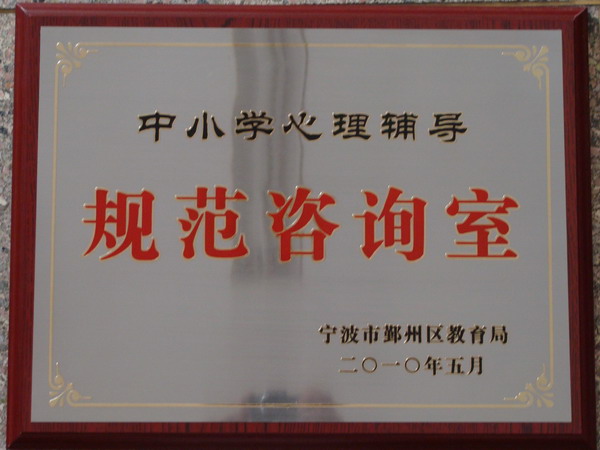 中小学心理辅导
规范咨询室
宁波市鄞州区教育局
二〇一〇年五月